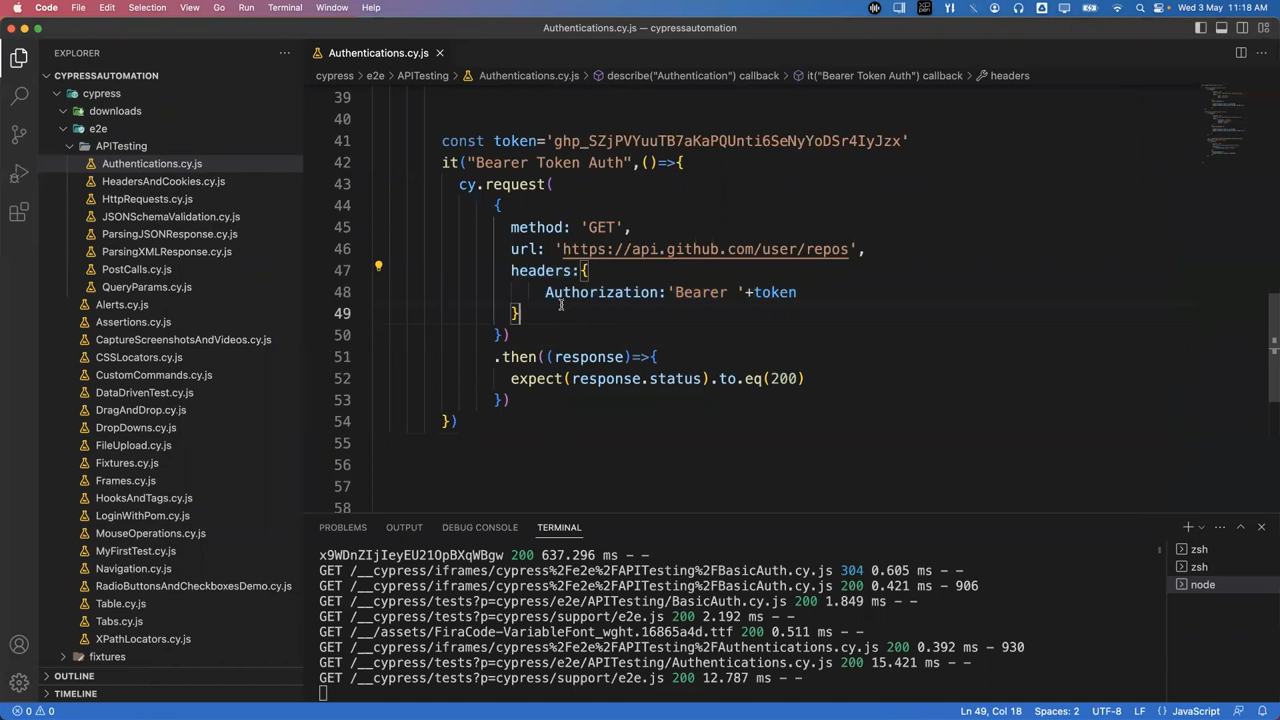 Code File Edit Selection View Go Run Terminal Window Help Wed 3 May 11:18 AM
Authentications.cy.js — cypressautomation
EXPLORER
CYPRESSAUTOMATION
cypress
downloads
e2e
APITesting
Authentications.cy.js
HeadersAndCookies.cy.js
HttpRequests.cy.js
JSONSchemaValidation.cy.js
ParsingJSONResponse.cy.js
ParsingXMLResponse.cy.js
PostCalls.cy.js
QueryParams.cy.js
Alerts.cy.js
Assertions.cy.js
CaptureScreenshotsAndVideos.cy.js
CSSLocators.cy.js
CustomCommands.cy.js
DataDrivenTest.cy.js
DragAndDrop.cy.js
DropDowns.cy.js
FileUpload.cy.js
Fixtures.cy.js
Frames.cy.js
HooksAndTags.cy.js
LoginWithPom.cy.js
MouseOperations.cy.js
MyFirstTest.cy.js
Navigation.cy.js
RadioButtonsAndCheckboxesDemo.cy.js
Table.cy.js
XPathLocators.cy.js
fixtures
OUTLINE
TIMELINE
Authentications.cy.js
cypress > e2e > APITesting > Authentications.cy.js > describe("Authentication") callback > it("Bearer Token Auth") callback > headers
39
40
41 const token='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'
42 it("Bearer Token Auth",()=>{
43 cy.request(
44 {
45 method: 'GET',
46 url: 'https://api.github.com/user/repos',
47 headers:{
48 Authorization:'Bearer '+token
49 }
50 })
51 .then((response)=>{
52 expect(response.status).to.eq(200)
53 })
54 })
55
56
57
58
PROBLEMS OUTPUT DEBUG CONSOLE TERMINAL
x9WDnZIjIeyEU21OpBXqWBgw 200 637.296 ms - -
GET /__cypress/iframes/cypress%2Fe2e%2FAPITesting%2FBasicAuth.cy.js 304 0.605 ms - -
GET /__cypress/iframes/cypress%2Fe2e%2FAPITesting%2FBasicAuth.cy.js 200 0.421 ms - 906
GET /__cypress/tests?p=cypress/e2e/APITesting/BasicAuth.cy.js 200 1.849 ms - -
GET /__cypress/tests?p=cypress/support/e2e.js 200 2.192 ms - -
GET /__/assets/FiraCode-VariableFont_wght.16865a4d.ttf 200 0.511 ms - -
GET /__cypress/iframes/cypress%2Fe2e%2FAPITesting%2FAuthentications.cy.js 200 0.392 ms - 930
GET /__cypress/tests?p=cypress/e2e/APITesting/Authentications.cy.js 200 15.421 ms - -
GET /__cypress/tests?p=cypress/support/e2e.js 200 12.787 ms - -
zsh
zsh
node
0 0 Ln 49, Col 18 Spaces: 2 UTF-8 LF {} JavaScript